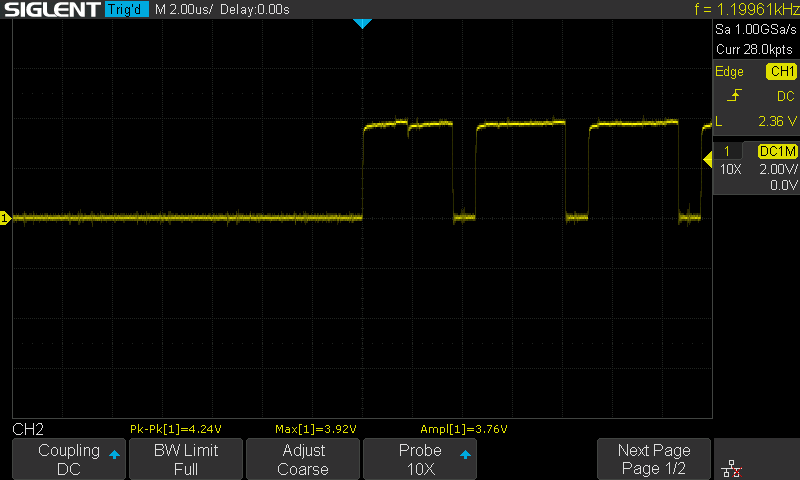 SIGLENT Trig'd M 2.00us/ Delay:0.00s f = 1.19961kHz
Sa 1.00GSa/s
Curr 28.0kpts
Edge CH1
DC
L 2.36 V
1 DC1M
10X 2.00V/
0.0V
1
CH2 Pk-Pk[1]=4.24V Max[1]=3.92V Ampl[1]=3.76V
Coupling BW Limit Adjust Probe Next Page
DC Full Coarse 10X Page 1/2